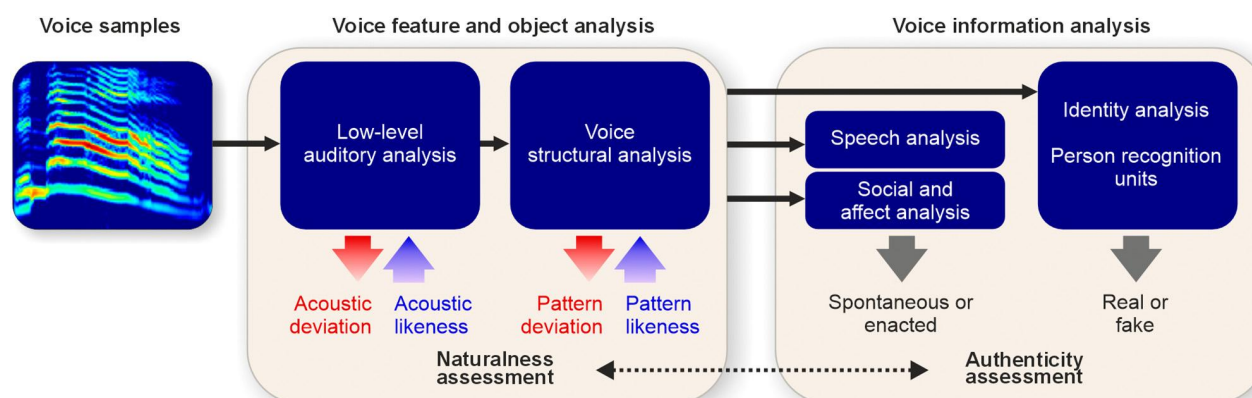 Voice samples
Voice feature and object analysis
Voice information analysis
Low-level
auditory analysis
Voice
structural analysis
Speech analysis
Social and
affect analysis
Identity analysis
Person recognition
units
Acoustic
deviation
Acoustic
likeness
Pattern
deviation
Pattern
likeness
Spontaneous or
enacted
Real or
fake
Naturalness
assessment
Authenticity
assessment